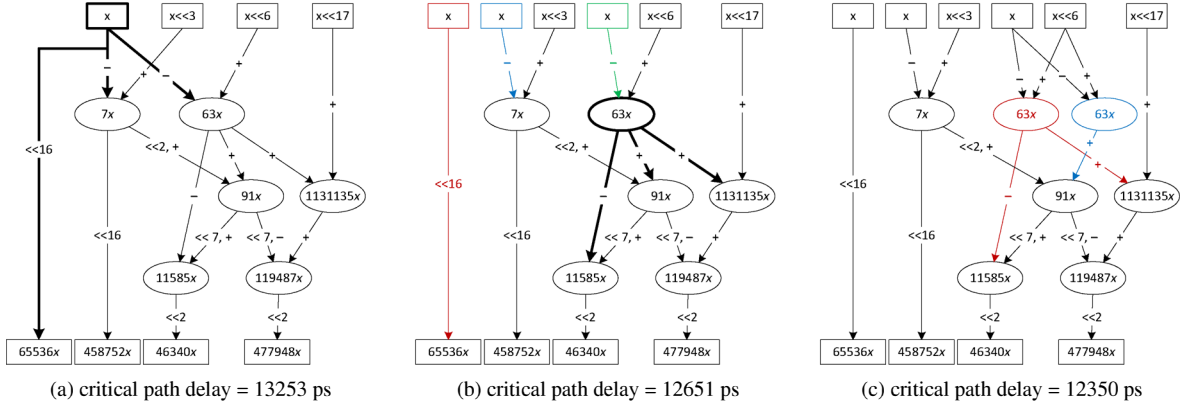 x x<<3 x<<6 x<<17
− + − + +
7x 63x
<<16 <<2, + + +
91x 1131135x
−
<<16 << 7, + << 7, − +
11585x 119487x
<<2 <<2
65536x 458752x 46340x 477948x
(a) critical path delay = 13253 ps
x x x<<3 x x<<6 x<<17
− + − + +
7x 63x
<<2, + + +
<<16 91x 1131135x
−
<<16 << 7, + << 7, − +
11585x 119487x
<<2 <<2
65536x 458752x 46340x 477948x
(b) critical path delay = 12651 ps
x x x<<3 x x<<6 x<<17
− + − + − +
7x 63x 63x
<<2, + + +
<<16 91x 1131135x
−
<<16 << 7, + << 7, − +
11585x 119487x
<<2 <<2
65536x 458752x 46340x 477948x
(c) critical path delay = 12350 ps